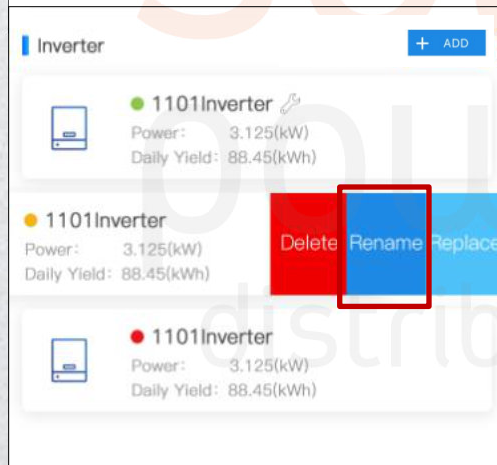 Inverter
+ ADD
1101Inverter
Power: 3.125(kW)
Daily Yield: 88.45(kWh)
1101Inverter
Power: 3.125(kW)
Daily Yield: 88.45(kWh)
Delete Rename Replace
1101Inverter
Power: 3.125(kW)
Daily Yield: 88.45(kWh)